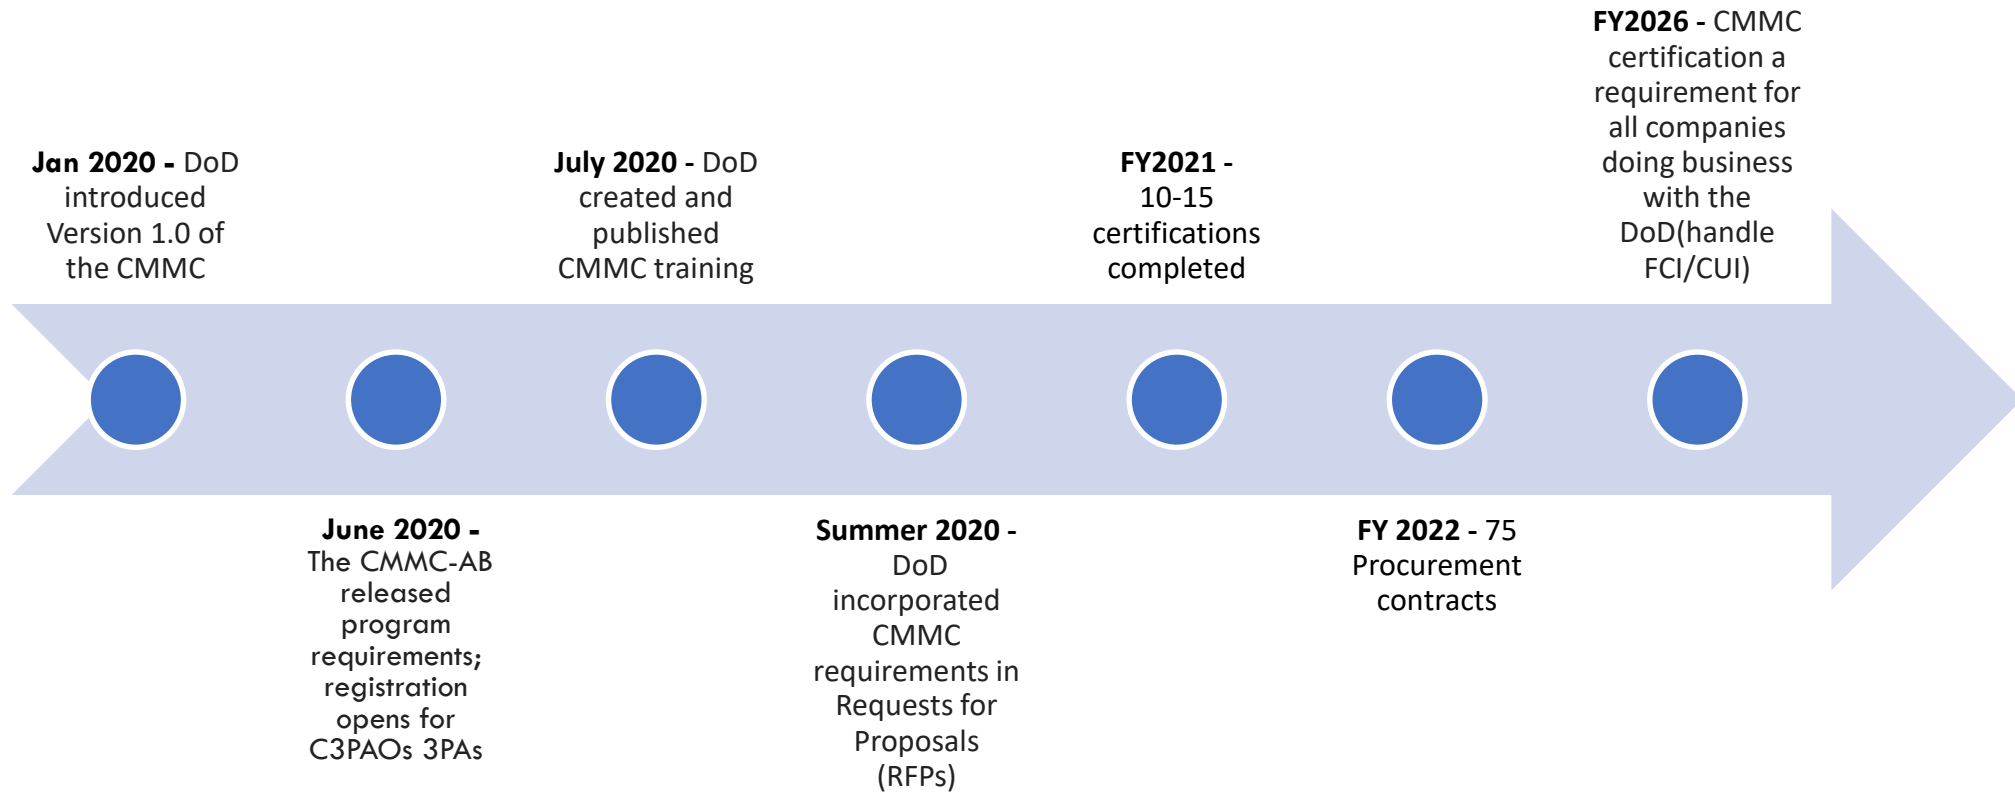 Jan 2020 - DoD
introduced
Version 1.0 of
the CMMC
June 2020 -
The CMMC-AB
released
program
requirements;
registration
opens for
C3PAOs 3PAs
July 2020 - DoD
created and
published
CMMC training
Summer 2020 -
DoD
incorporated
CMMC
requirements in
Requests for
Proposals
(RFPs)
FY2021 -
10-15
certifications
completed
FY 2022 - 75
Procurement
contracts
FY2026 - CMMC
certification a
requirement for
all companies
doing business
with the
DoD(handle
FCI/CUI)